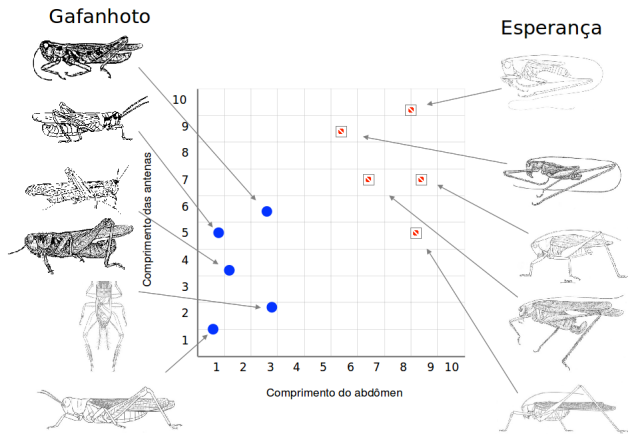 Gafanhoto
Esperança
Comprimento das antenas
10
9
8
7
6
5
4
3
2
1
1 2 3 4 5 6 7 8 9 10
Comprimento do abdômen